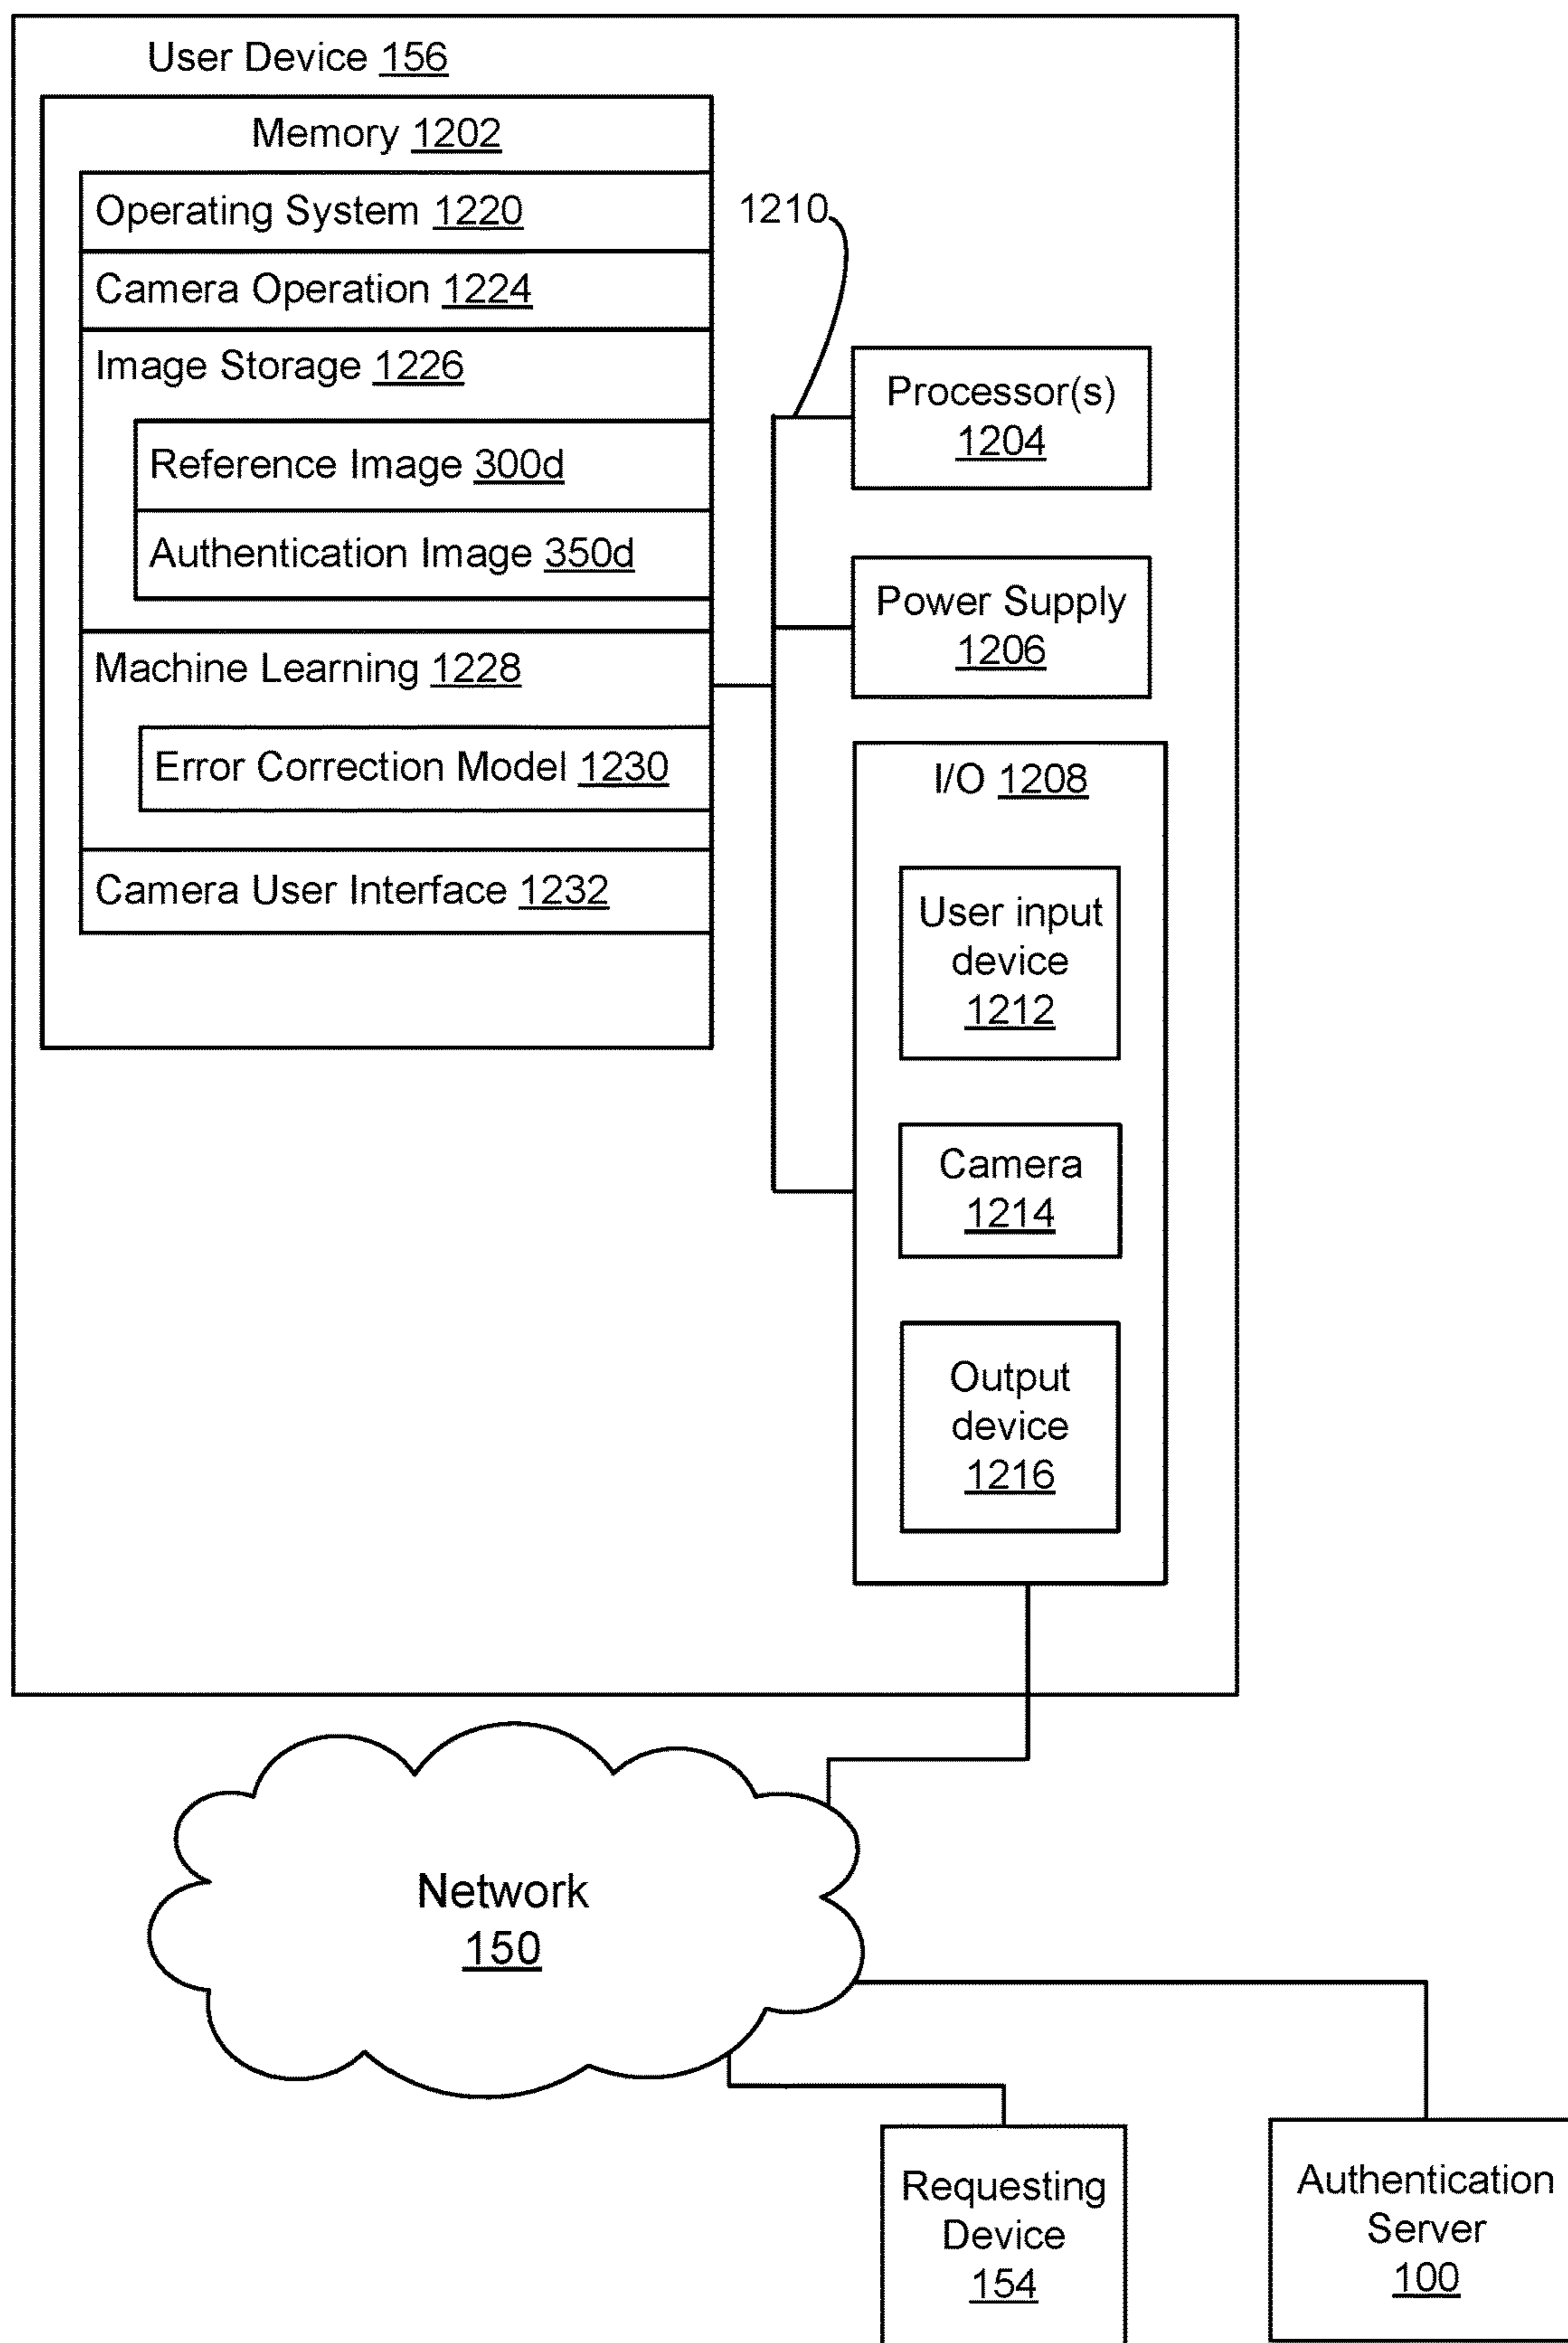 User Device 156
Memory 1202
Operating System 1220
Camera Operation 1224
Image Storage 1226
Reference Image 300d
Authentication Image 350d
Machine Learning 1228
Error Correction Model 1230
Camera User Interface 1232
1210
Processor(s)
1204
Power Supply
1206
I/O 1208
User input
device
1212
Camera
1214
Output
device
1216
Network
150
Requesting
Device
154
Authentication
Server
100